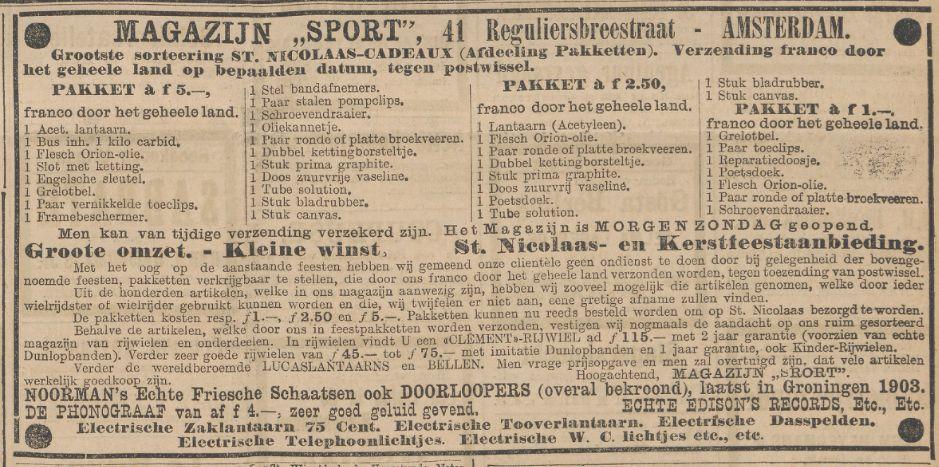 MAGAZIJN „SPORT”, 41 Reguliersbreestraat - AMSTERDAM.
Grootste sorteering ST. NICOLAAS-CADEAUX (Afdeeling Pakketten). Verzending franco door
het geheele land op bepaalden datum, tegen postwissel.
PAKKET à f 5.—,
franco door het geheele land.
1 Acet. lantaarn.
1 Bus inh. 1 kilo carbid.
1 Flesch Orion-olie.
1 Slot met ketting.
1 Engelsche sleutel.
1 Grelotbel.
1 Paar vernikkelde toeclips.
1 Framebeschermer.
1 Stel bandafnemers.
1 Paar stalen pompclips.
1 Schroevendraaier.
1 Oliekannetje.
1 Paar ronde of platte broekveeren.
1 Dubbel kettingborsteltje.
1 Stuk prima graphite.
1 Doos zuurvrije vaseline.
1 Tube solution.
1 Stuk bladrubber.
1 Stuk canvas.
PAKKET à f 2.50,
franco door het geheele land.
1 Lantaarn (Acetyleen).
1 Flesch Orion-olie.
1 Paar ronde of platte broekveeren.
1 Dubbel kettingborsteltje.
1 Stuk prima graphite.
1 Doos zuurvrij vaseline.
1 Poetsdoek.
1 Tube solution.
1 Stuk bladrubber.
1 Stuk canvas.
PAKKET à f 1.—,
franco door het geheele land.
1 Grelotbel.
1 Paar toeclips.
1 Reparatiedoosje.
1 Poetsdoek.
1 Flesch Orion-olie.
1 Paar ronde of platte broekveeren.
1 Schroevendraaier.
Men kan van tijdige verzending verzekerd zijn. Het Magazijn is MORGEN ZONDAG geopend.
Groote omzet. - Kleine winst, St. Nicolaas- en Kerstfeestaanbieding.
Met het oog op de aanstaande feesten hebben wij gemeend onze clientèle geen ondienst te doen door bij gelegenheid der bovenge-
noemde feesten, pakketten verkrijgbaar te stellen, die door ons franco door het geheele land verzonden worden, tegen toezending van postwissel.
Uit de honderden artikelen, welke in ons magazijn aanwezig zijn, hebben wij zooveel mogelijk die artikelen genomen, welke door ieder
wielrijdster of wielrijder gebruikt kunnen worden en die, wij twijfelen er niet aan, eene gretige afname zullen vinden.
De pakketten kosten resp. f 1.—, f 2.50 en f 5.—. Pakketten kunnen nu reeds besteld worden om op St. Nicolaas bezorgd te worden.
Behalve de artikelen, welke door ons in feestpakketten worden verzonden, vestigen wij nogmaals de aandacht op ons ruim gesorteerd
magazijn van rijwielen en onderdeelen. In rijwielen vindt U een «CLEMENT»-RIJWIEL ad f 115.— met 2 jaar garantie (voorzien van echte
Dunlopbanden). Verder zeer goede rijwielen van f 45.— tot f 75.— met imitatie Dunlopbanden en 1 jaar garantie, ook Kinder-Rijwielen.
Verder de wereldberoemde LUCASLANTAARNS en BELLEN. Men vrage prijsopgave en men zal overtuigd zijn, dat vele artikelen
werkelijk goedkoop zijn. Hoogachtend, MAGAZIJN „SPORT”.
NOORMAN's Echte Friesche Schaatsen ook DOORLOOPERS (overal bekroond), laatst in Groningen 1903.
DE PHONOGRAAF van af f 4.—, zeer goed geluid gevend. ECHTE EDISON'S RECORDS, Etc., Etc.
Electrische Zaklantaarn 75 Cent. Electrische Tooverlantaarn. Electrische Dasspelden.
Electrische Telephoonlichtjes. Electrische W. C. lichtjes etc., etc.